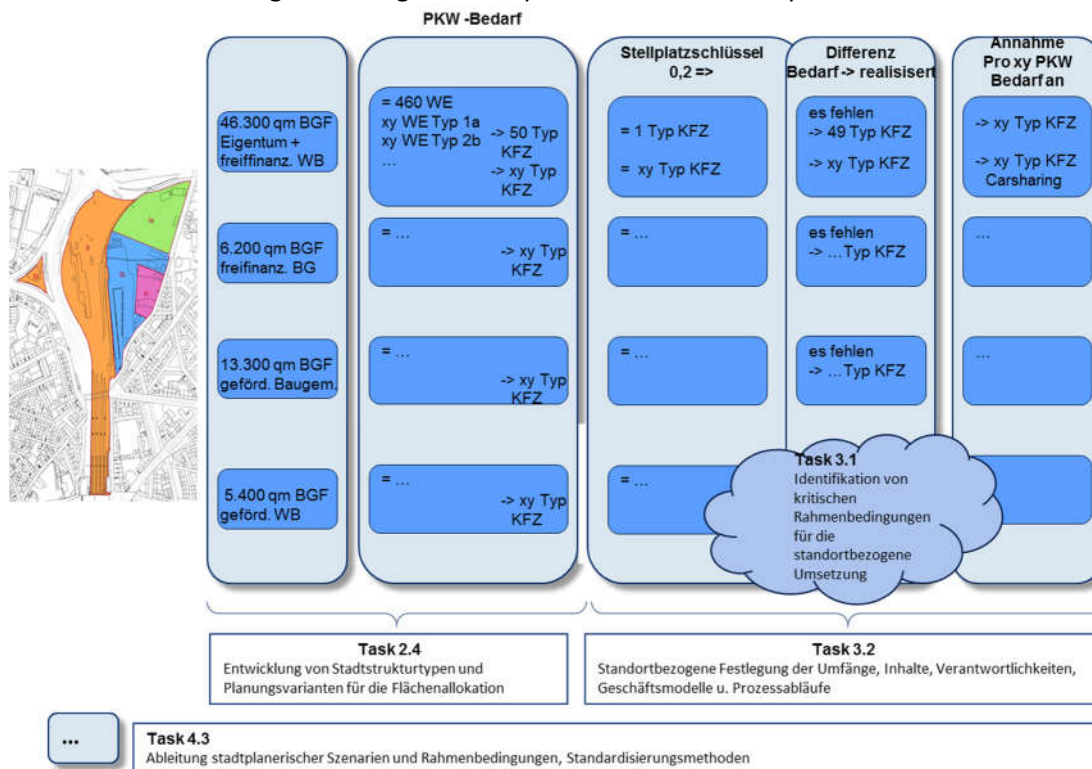 PKW -Bedarf
Stellplatzschlüssel
0,2 =>
Differenz
Bedarf -> realisisert
Annahme
Pro xy PKW
Bedarf an
46.300 qm BGF
Eigentum +
freiffinanz. WB
= 460 WE
xy WE Typ 1a
xy WE Typ 2b
...
-> 50 Typ
KFZ
-> xy Typ
KFZ
= 1 Typ KFZ
= xy Typ KFZ
es fehlen
-> 49 Typ KFZ
-> xy Typ KFZ
-> xy Typ KFZ
-> xy Typ KFZ
Carsharing
6.200 qm BGF
freifinanz. BG
= ...
-> xy Typ
KFZ
= ...
es fehlen
-> ...Typ KFZ
...
13.300 qm BGF
geförd. Baugem.
= ...
-> xy Typ
KFZ
= ...
es fehlen
-> ...Typ KFZ
...
5.400 qm BGF
geförd. WB
= ...
-> xy Typ
KFZ
= ...
Task 3.1
Identifikation von
kritischen
Rahmenbedingungen
für die
standortbezogene
Umsetzung
Task 2.4
Entwicklung von Stadtstrukturtypen und
Planungsvarianten für die Flächenallokation
Task 3.2
Standortbezogene Festlegung der Umfänge, Inhalte, Verantwortlichkeiten,
Geschäftsmodelle u. Prozessabläufe
...
Task 4.3
Ableitung stadtplanerischer Szenarien und Rahmenbedingungen, Standardisierungsmethoden